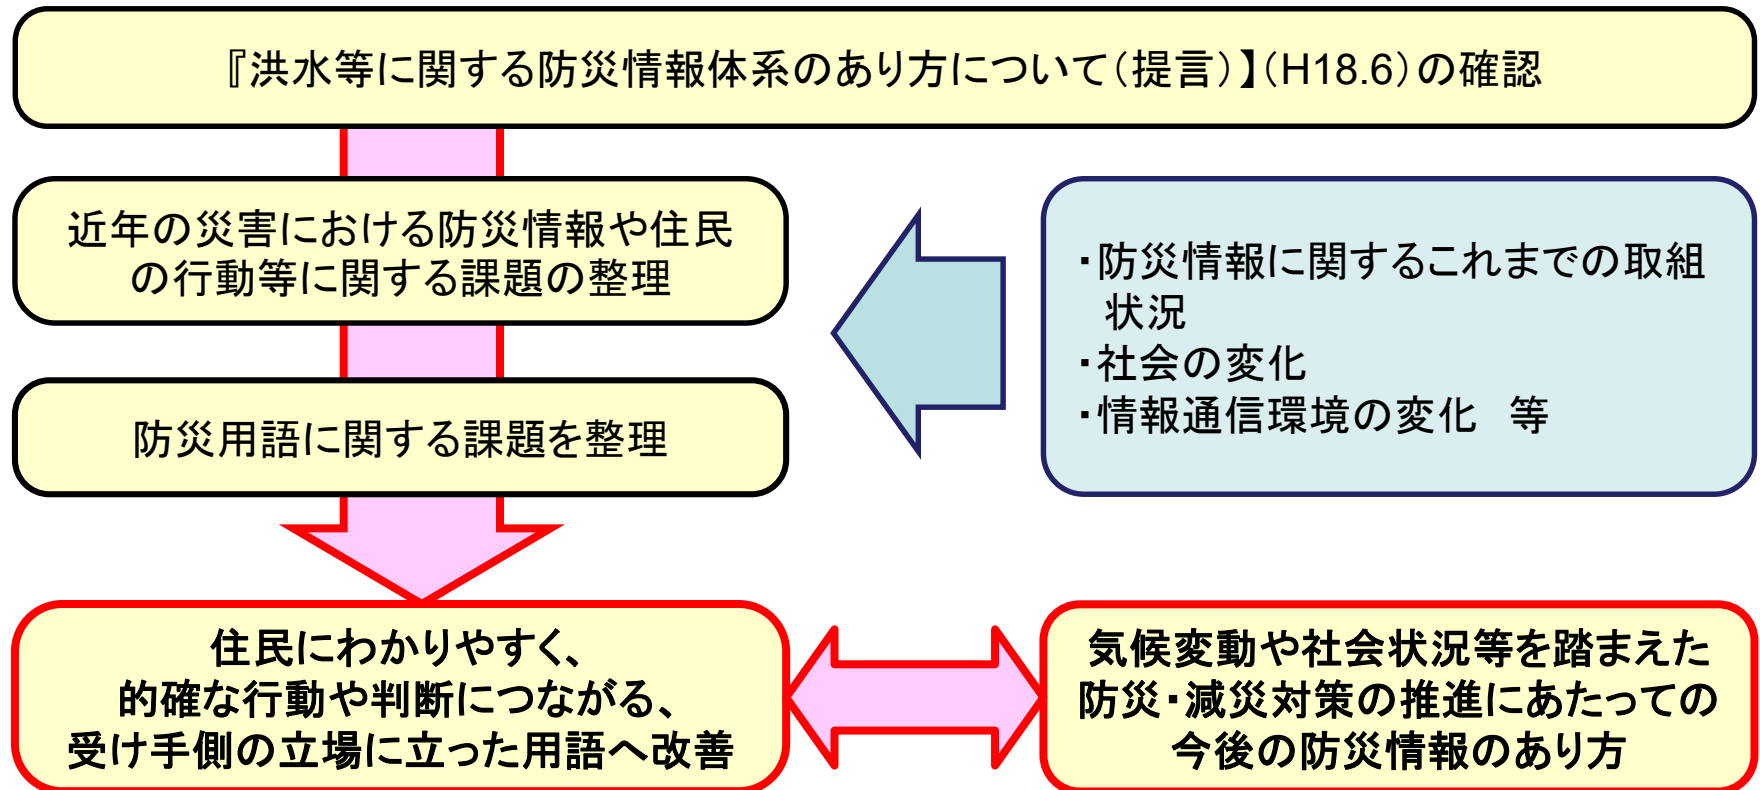 『洪水等に関する防災情報体系のあり方について（提言）】（H18.6）の確認
近年の災害における防災情報や住民
の行動等に関する課題の整理
防災用語に関する課題を整理
・防災情報に関するこれまでの取組
状況
・社会の変化
・情報通信環境の変化　等
住民にわかりやすく、
的確な行動や判断につながる、
受け手側の立場に立った用語へ改善
気候変動や社会状況等を踏まえた
防災・減災対策の推進にあたっての
今後の防災情報のあり方